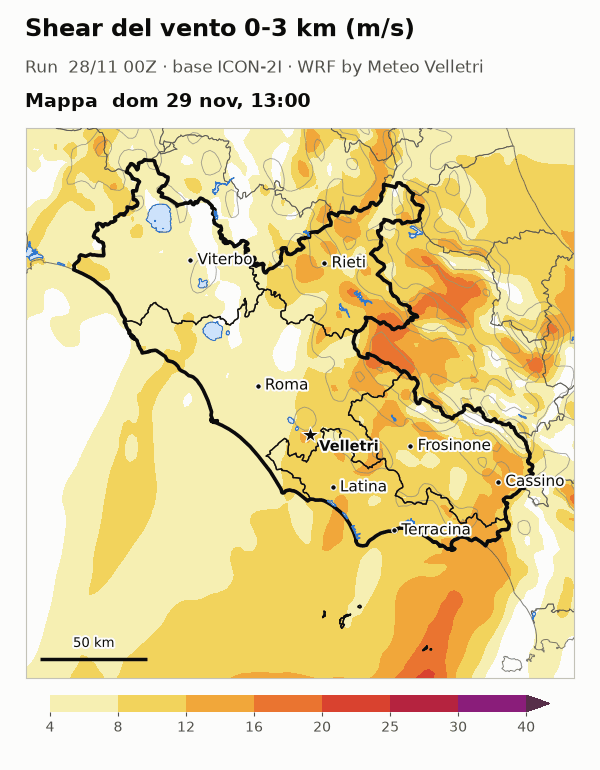 Shear del vento 0-3 km (m/s)
Run  28/11 00Z · base ICON-2I · WRF by Meteo Velletri
Mappa  dom 29 nov, 13:00
Viterbo
Rieti
Roma
Velletri
Frosinone
Latina
Cassino
Terracina
50 km
4 8 12 16 20 25 30 40